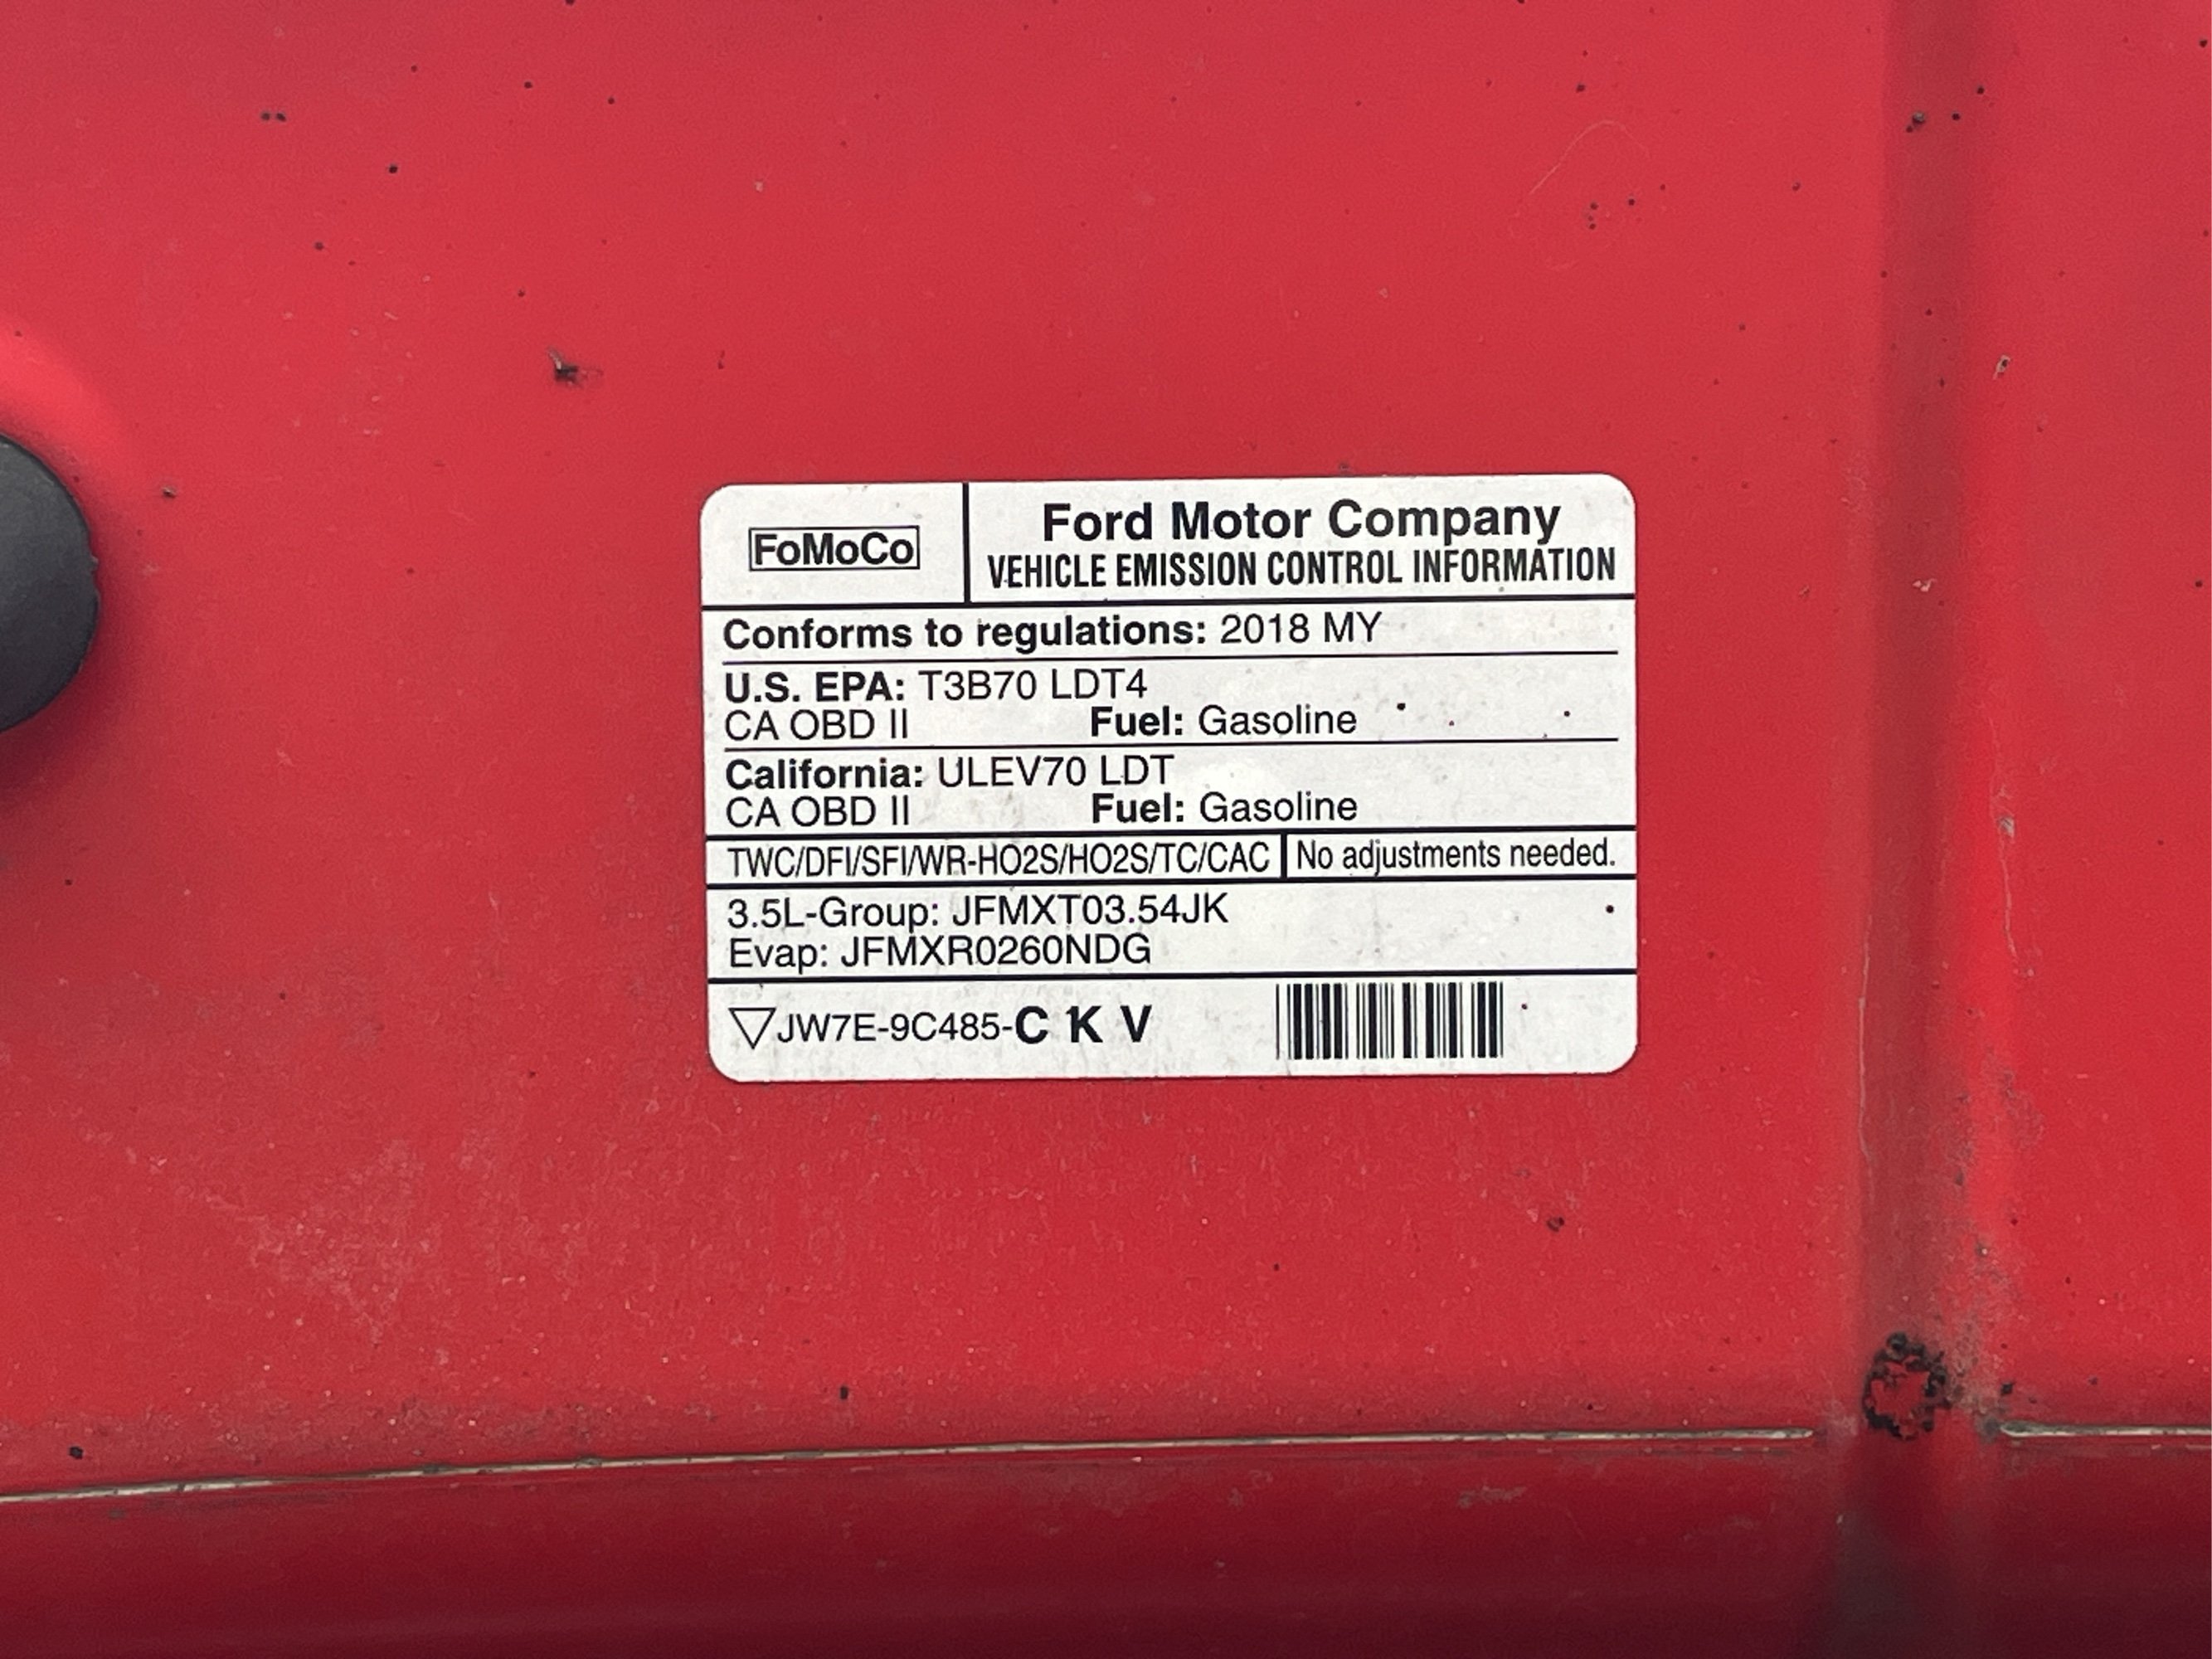 FoMoCo
Ford Motor Company
VEHICLE EMISSION CONTROL INFORMATION
Conforms to regulations: 2018 MY
U.S. EPA: T3B70 LDT4
CA OBD II Fuel: Gasoline
California: ULEV70 LDT
CA OBD II Fuel: Gasoline
TWC/DFI/SFI/WR-HO2S/HO2S/TC/CAC No adjustments needed.
3.5L-Group: JFMXT03.54JK
Evap: JFMXR0260NDG
JW7E-9C485-C K V